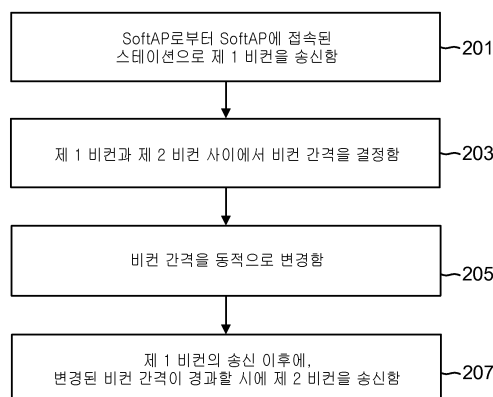 SoftAP로부터 SoftAP에 접속된
스테이션으로 제 1 비컨을 송신함
201
제 1 비컨과 제 2 비컨 사이에서 비컨 간격을 결정함
203
비컨 간격을 동적으로 변경함
205
제 1 비컨의 송신 이후에,
변경된 비컨 간격이 경과할 시에 제 2 비컨을 송신함
207